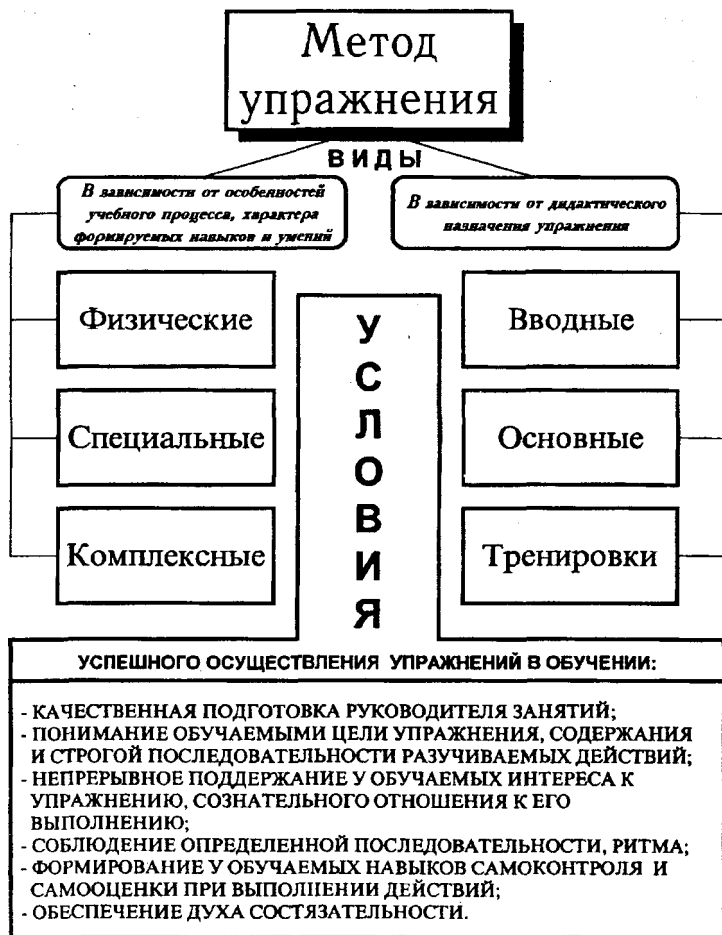 Метод
упражнения
ВИДЫ
В зависимости от особенностей
учебного процесса, характера
формируемых навыков и умений
В зависимости от дидактического
назначения упражнения
Физические
Специальные
Комплексные
УСЛОВИЯ
Вводные
Основные
Тренировки
УСПЕШНОГО ОСУЩЕСТВЛЕНИЯ УПРАЖНЕНИЙ В ОБУЧЕНИИ:
- КАЧЕСТВЕННАЯ ПОДГОТОВКА РУКОВОДИТЕЛЯ ЗАНЯТИЙ;
- ПОНИМАНИЕ ОБУЧАЕМЫМИ ЦЕЛИ УПРАЖНЕНИЯ, СОДЕРЖАНИЯ
И СТРОГОЙ ПОСЛЕДОВАТЕЛЬНОСТИ РАЗУЧИВАЕМЫХ ДЕЙСТВИЙ;
- НЕПРЕРЫВНОЕ ПОДДЕРЖАНИЕ У ОБУЧАЕМЫХ ИНТЕРЕСА К
УПРАЖНЕНИЮ, СОЗНАТЕЛЬНОГО ОТНОШЕНИЯ К ЕГО
ВЫПОЛНЕНИЮ;
- СОБЛЮДЕНИЕ ОПРЕДЕЛЕННОЙ ПОСЛЕДОВАТЕЛЬНОСТИ, РИТМА;
- ФОРМИРОВАНИЕ У ОБУЧАЕМЫХ НАВЫКОВ САМОКОНТРОЛЯ И
САМООЦЕНКИ ПРИ ВЫПОЛНЕНИИ ДЕЙСТВИЙ;
- ОБЕСПЕЧЕНИЕ ДУХА СОСТЯЗАТЕЛЬНОСТИ.